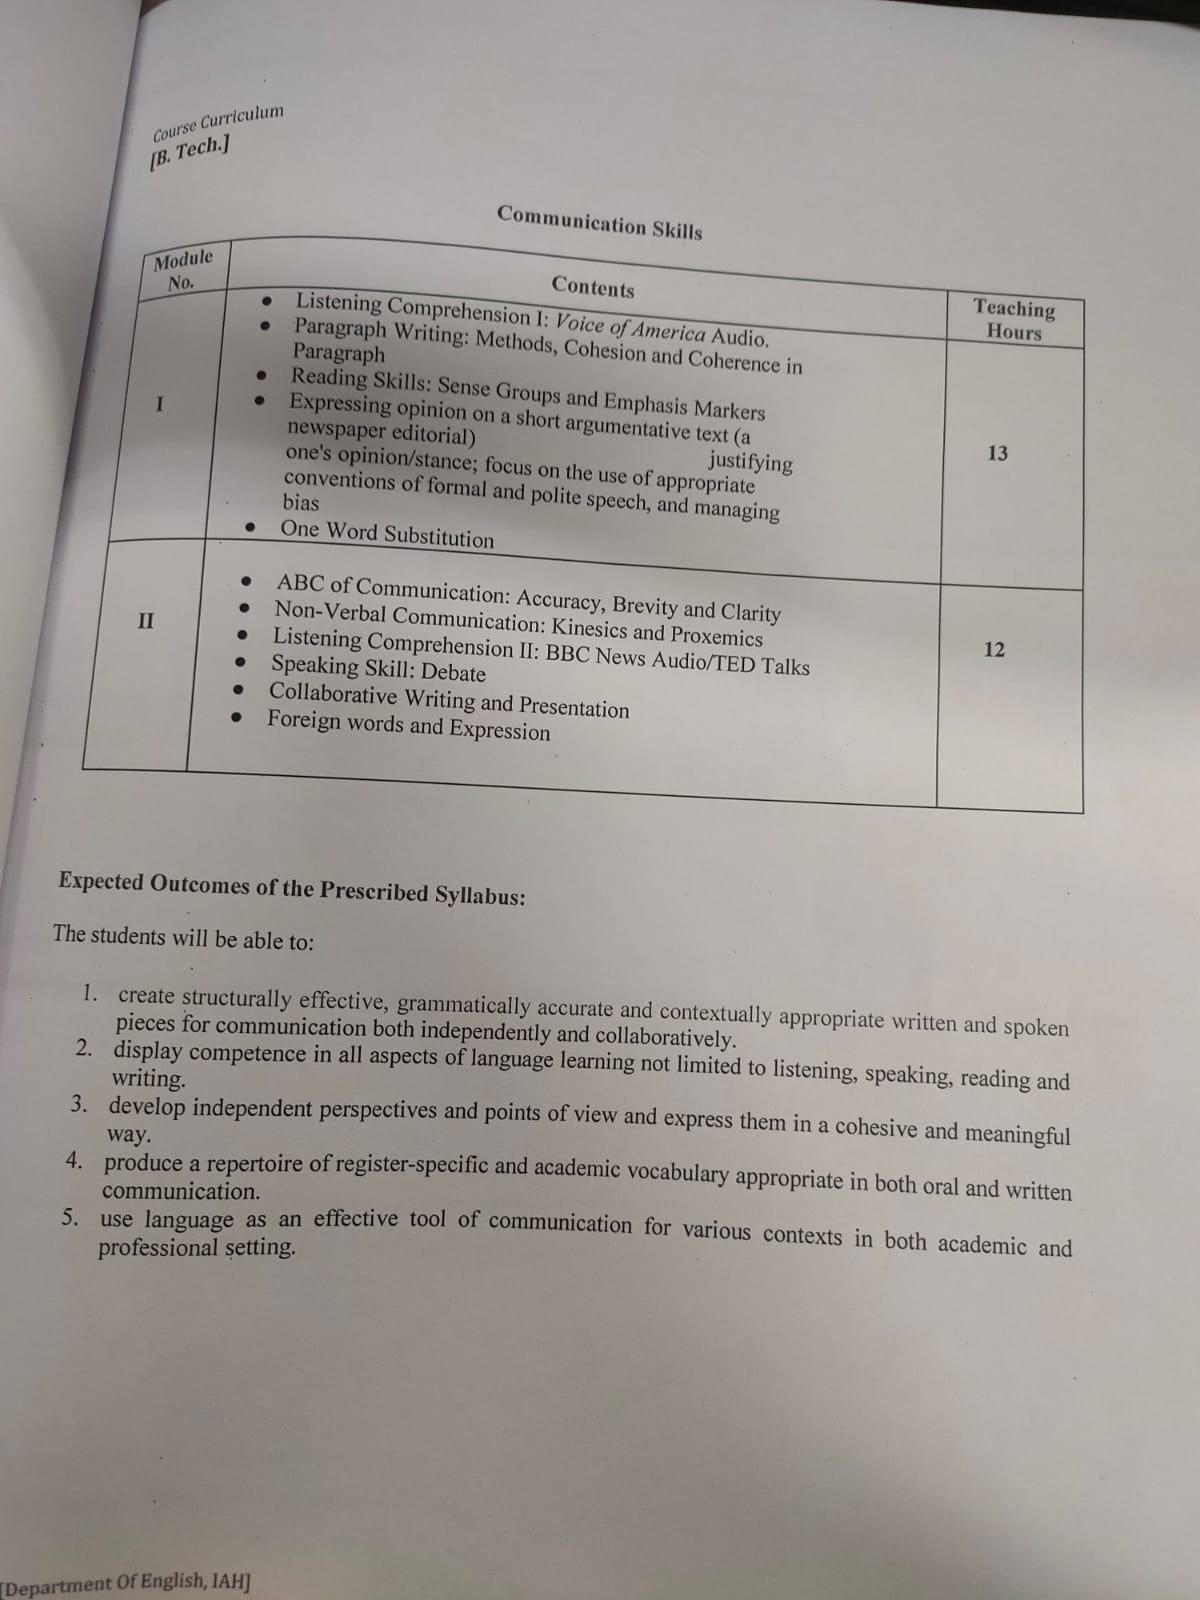 Course Curriculum
[B. Tech.]
Communication Skills
Module
No.
Contents
Teaching
Hours
I
• Listening Comprehension I: Voice of America Audio.
• Paragraph Writing: Methods, Cohesion and Coherence in
Paragraph
• Reading Skills: Sense Groups and Emphasis Markers
• Expressing opinion on a short argumentative text (a
newspaper editorial) justifying
one's opinion/stance; focus on the use of appropriate
conventions of formal and polite speech, and managing
bias
• One Word Substitution
13
II
• ABC of Communication: Accuracy, Brevity and Clarity
• Non-Verbal Communication: Kinesics and Proxemics
• Listening Comprehension II: BBC News Audio/TED Talks
• Speaking Skill: Debate
• Collaborative Writing and Presentation
• Foreign words and Expression
12
Expected Outcomes of the Prescribed Syllabus:
The students will be able to:
1. create structurally effective, grammatically accurate and contextually appropriate written and spoken
pieces for communication both independently and collaboratively.
2. display competence in all aspects of language learning not limited to listening, speaking, reading and
writing.
3. develop independent perspectives and points of view and express them in a cohesive and meaningful
way.
4. produce a repertoire of register-specific and academic vocabulary appropriate in both oral and written
communication.
5. use language as an effective tool of communication for various contexts in both academic and
professional setting.
[Department Of English, IAH]